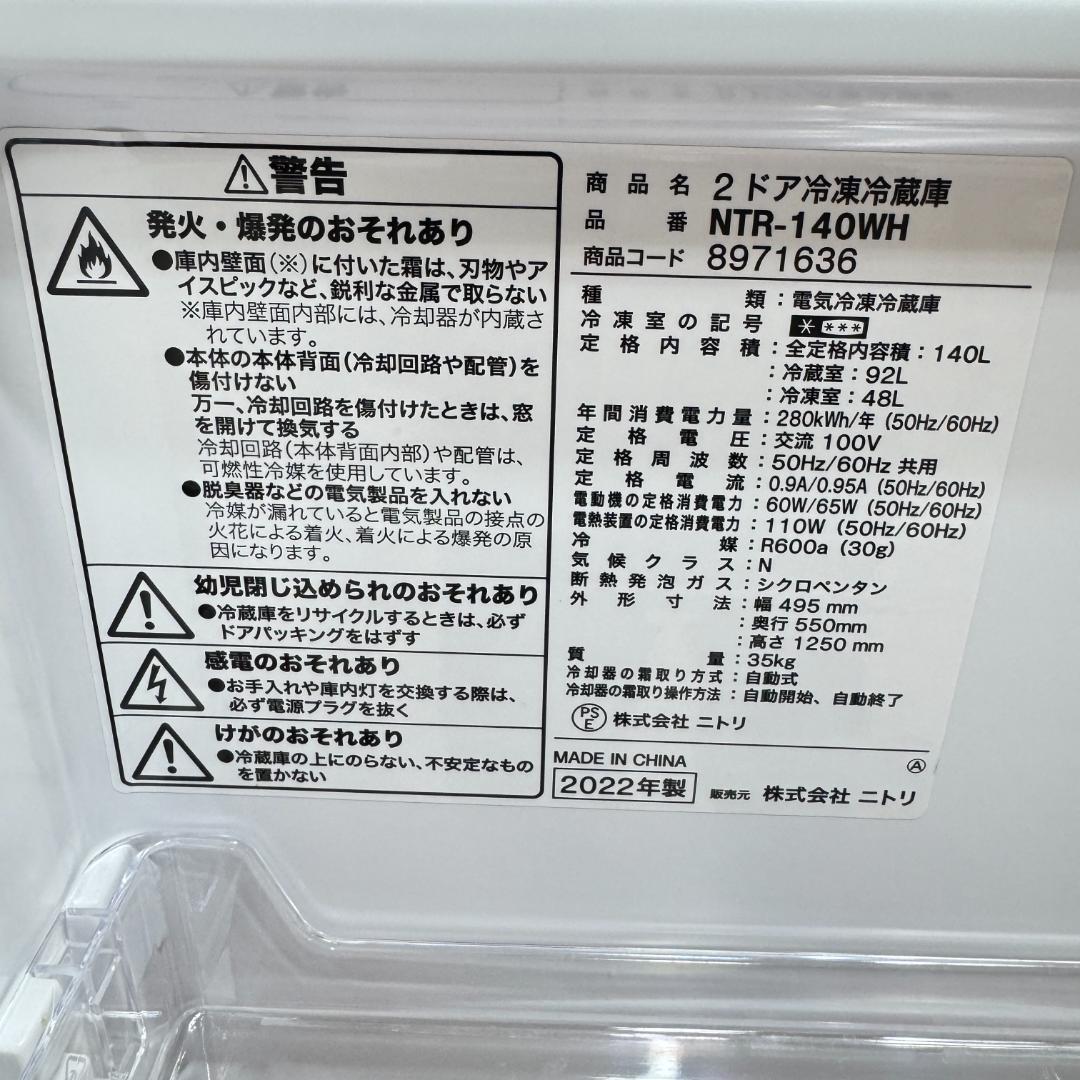 警告
発火・爆発のおそれあり
●庫内壁面(※)に付いた霜は、刃物やア
イスピックなど、鋭利な金属で取らない
※庫内壁面内部には、冷却器が内蔵さ
れています。
●本体の本体背面(冷却回路や配管)を
傷付けない
万一、冷却回路を傷付けたときは、窓
を開けて換気する
冷却回路(本体背面内部)や配管は、
可燃性冷媒を使用しています。
●脱臭器などの電気製品を入れない
冷媒が漏れていると電気製品の接点の
火花による着火、着火による爆発の原
因になります。
幼児閉じ込められのおそれあり
●冷蔵庫をリサイクルするときは、必ず
ドアパッキングをはずす
感電のおそれあり
●お手入れや庫内灯を交換する際は、
必ず電源プラグを抜く
けがのおそれあり
●冷蔵庫の上にのらない、不安定なもの
を置かない
商品名 2ドア冷凍冷蔵庫
品番 NTR-140WH
商品コード 8971636
種類:電気冷凍冷蔵庫
冷凍室の記号 * ***
定格内容積:全定格内容積:140L
:冷蔵室:92L
:冷凍室:48L
年間消費電力量:280kWh/年 (50Hz/60Hz)
定格電圧:交流 100V
定格周波数:50Hz/60Hz 共用
定格電流:0.9A/0.95A (50Hz/60Hz)
電動機の定格消費電力:60W/65W (50Hz/60Hz)
電熱装置の定格消費電力:110W (50Hz/60Hz)
冷媒:R600a (30g)
気候クラス:N
断熱発泡ガス:シクロペンタン
外形寸法:幅 495 mm
:奥行 550mm
:高さ 1250 mm
質量:35kg
冷却器の霜取り方式:自動式
冷却器の霜取り操作方法:自動開始、自動終了
PSE 株式会社 ニトリ
MADE IN CHINA Ⓐ
2022年製 販売元 株式会社 ニトリ